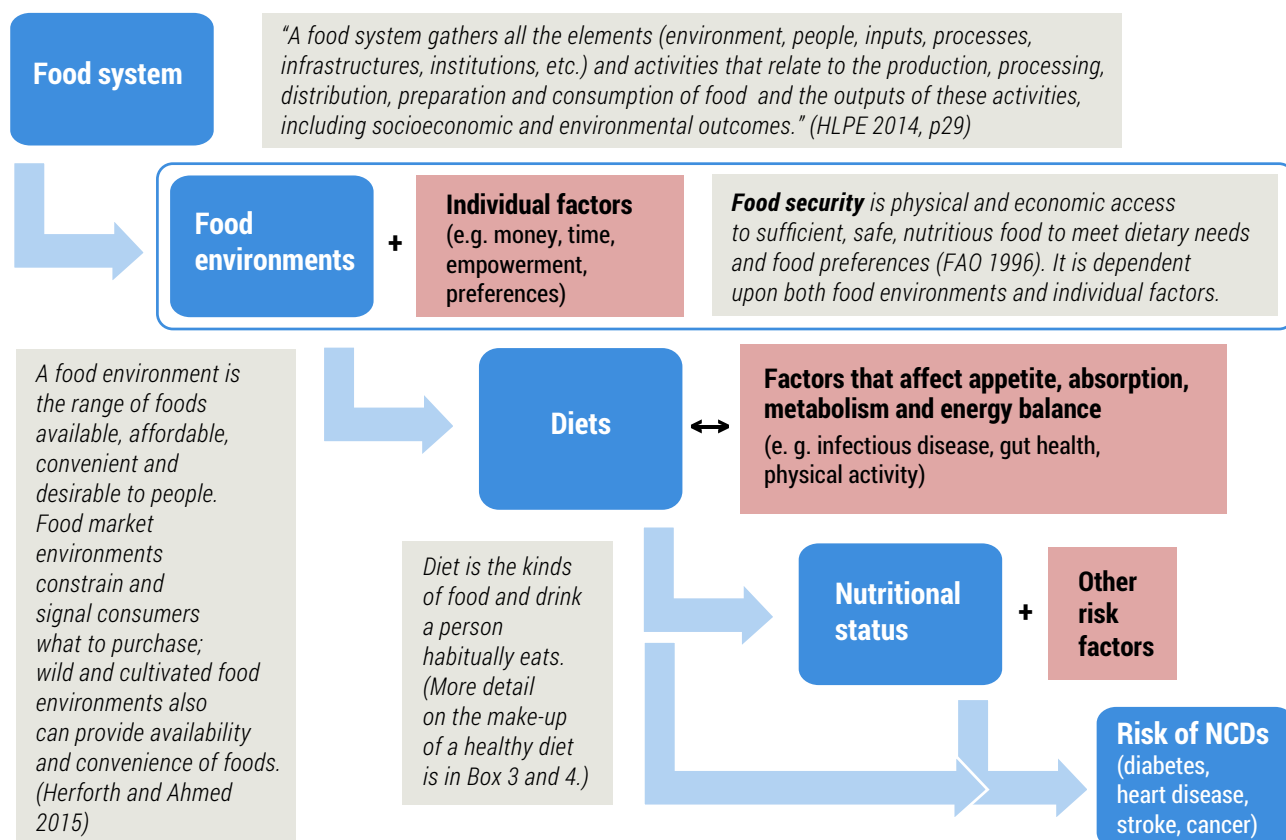 Food system
“A food system gathers all the elements (environment, people, inputs, processes,
infrastructures, institutions, etc.) and activities that relate to the production, processing,
distribution, preparation and consumption of food and the outputs of these activities,
including socioeconomic and environmental outcomes.” (HLPE 2014, p29)
Food
environments
+
Individual factors
(e.g. money, time,
empowerment,
preferences)
Food security is physical and economic access
to sufficient, safe, nutritious food to meet dietary needs
and food preferences (FAO 1996). It is dependent
upon both food environments and individual factors.
A food environment is
the range of foods
available, affordable,
convenient and
desirable to people.
Food market
environments
constrain and
signal consumers
what to purchase;
wild and cultivated food
environments also
can provide availability
and convenience of foods.
(Herforth and Ahmed
2015)
Diets
Factors that affect appetite, absorption,
metabolism and energy balance
(e. g. infectious disease, gut health,
physical activity)
Diet is the kinds
of food and drink
a person
habitually eats.
(More detail
on the make-up
of a healthy diet
is in Box 3 and 4.)
Nutritional
status
+
Other
risk
factors
Risk of NCDs
(diabetes,
heart disease,
stroke, cancer)